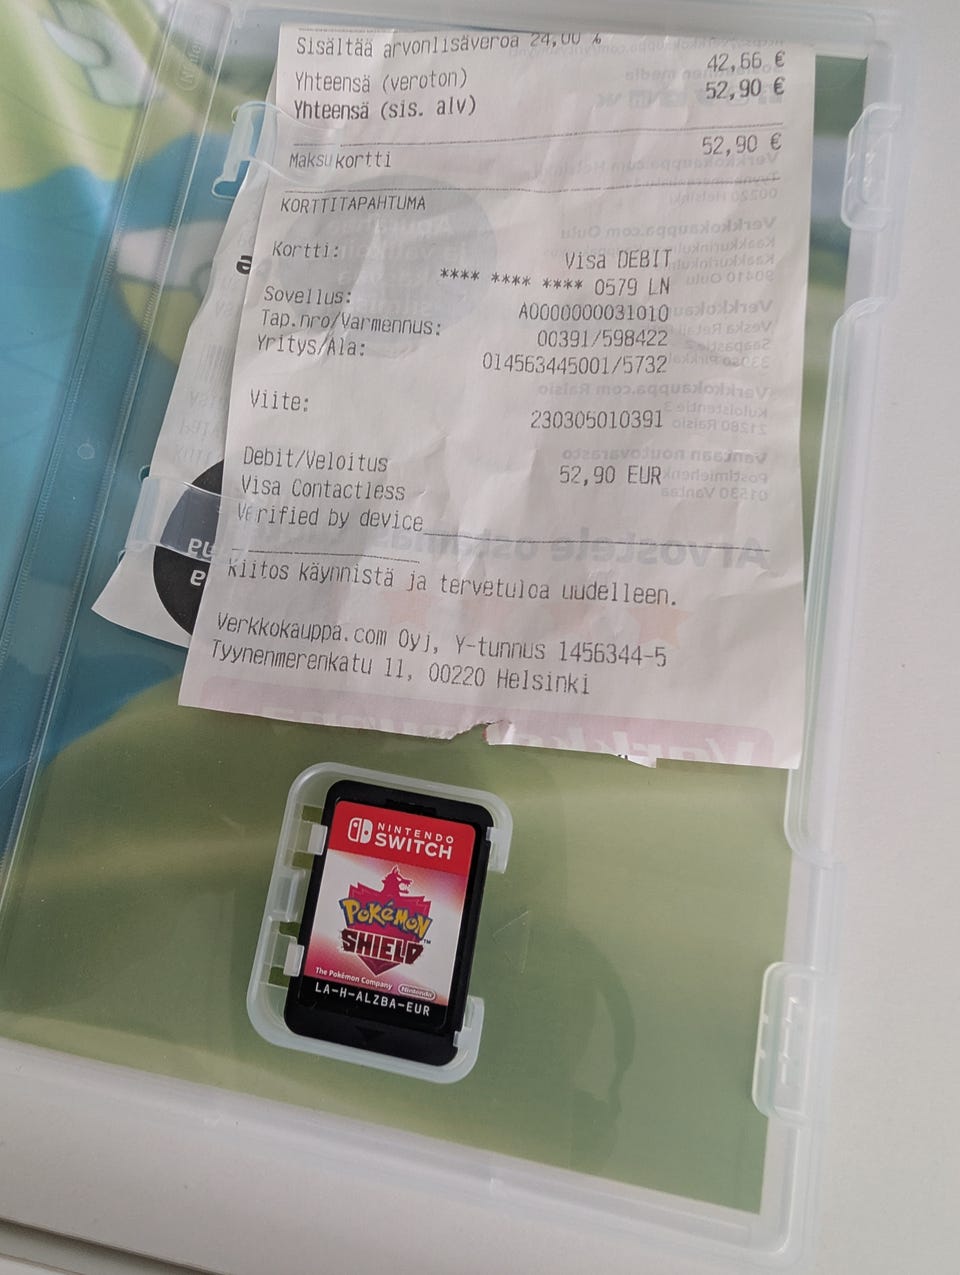 Sisältää arvonlisäveroa 24,00 %
Yhteensä (veroton) 42,66 €
Yhteensä (sis. alv) 52,90 €
Maksukortti 52,90 €
KORTTITAPAHTUMA
Kortti: Visa DEBIT
**** **** **** 0579 LN
Sovellus: A0000000031010
Tap.nro/Varmennus: 00391/598422
Yritys/Ala: 014563445001/5732
Viite: 230305010391
Debit/Veloitus 52,90 EUR
Visa Contactless
Verified by device
Kiitos käynnistä ja tervetuloa uudelleen.
Verkkokauppa.com Oyj, Y-tunnus 1456344-5
Tyynenmerenkatu 11, 00220 Helsinki
NINTENDO
SWITCH
POKéMON
SHIELD™
The Pokémon Company Nintendo
LA-H-ALZBA-EUR